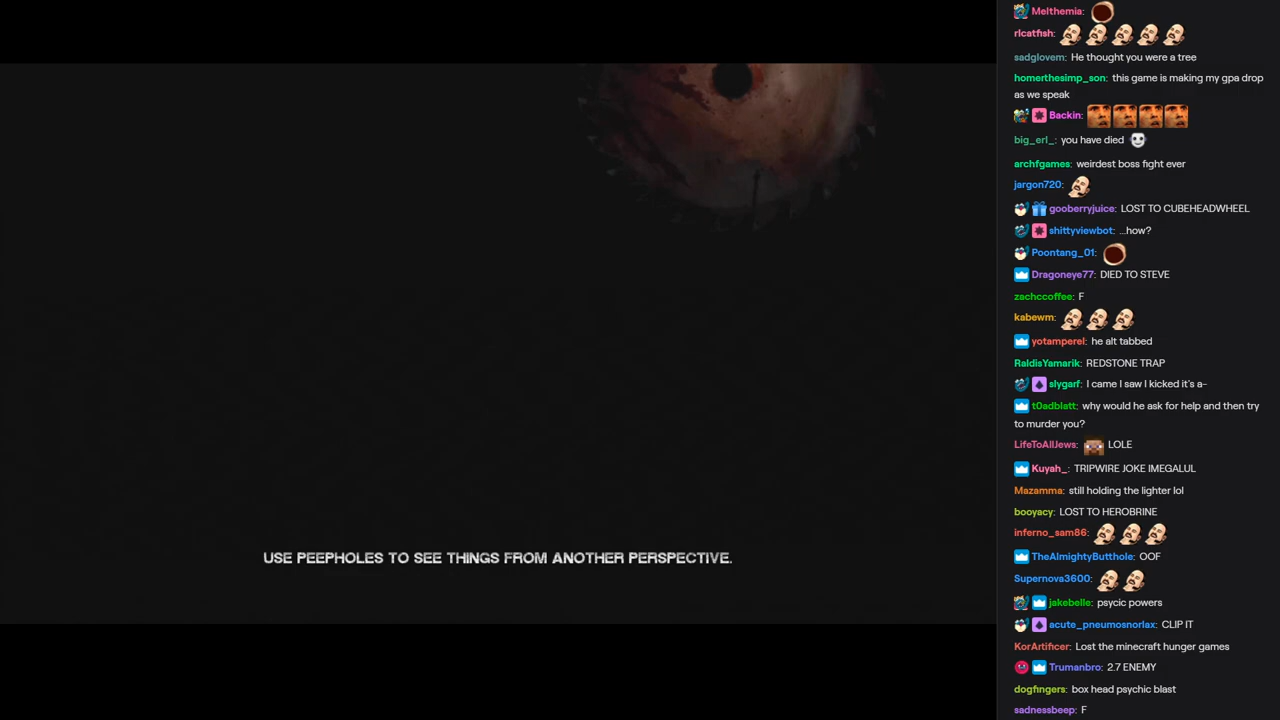 USE PEEPHOLES TO SEE THINGS FROM ANOTHER PERSPECTIVE.
Melthemia:
rlcatfish:
sadglovem: He thought you were a tree
homerthesimp_son: this game is making my gpa drop
as we speak
Backin:
big_erl_: you have died
archfgames: weirdest boss fight ever
jargon720:
gooberryjuice: LOST TO CUBEHEADWHEEL
shittyviewbot: ...how?
Poontang_01:
Dragoneye77: DIED TO STEVE
zachccoffee: F
kabewm:
yotamperel: he alt tabbed
RaldisYamarik: REDSTONE TRAP
slygarf: I came I saw I kicked it's a-
t0adblatt: why would he ask for help and then try
to murder you?
LifeToAllJews: LOLE
Kuyah_: TRIPWIRE JOKE IMEGALUL
Mazamma: still holding the lighter lol
booyacy: LOST TO HEROBRINE
inferno_sam86:
TheAlmightyButthole: OOF
Supernova3600:
jakebelle: psycic powers
acute_pneumosnorlax: CLIP IT
KorArtificer: Lost the minecraft hunger games
Trumanbro: 2.7 ENEMY
dogfingers: box head psychic blast
sadnessbeep: F